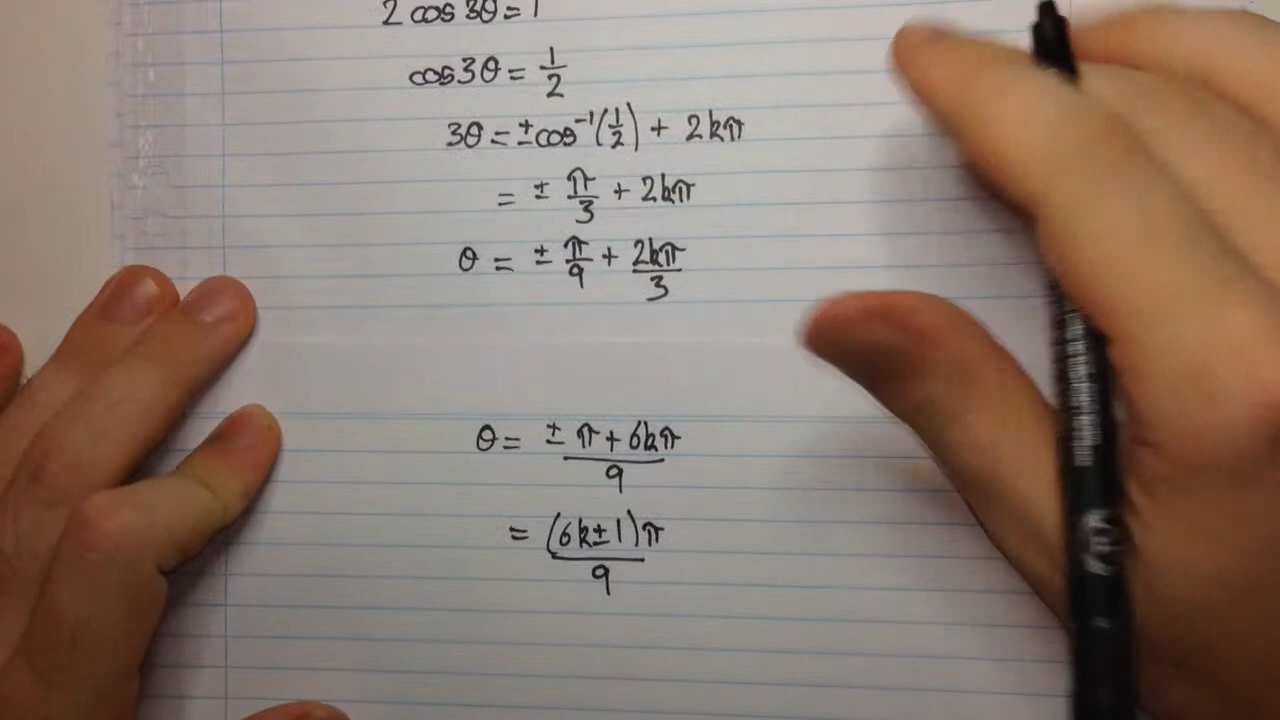 2 cos 3θ = 1
cos 3θ = 1/2
3θ = ± cos⁻¹(1/2) + 2kπ
= ± π/3 + 2kπ
θ = ± π/9 + 2kπ/3
θ = (± π + 6kπ)/9
= (6k ± 1)π/9